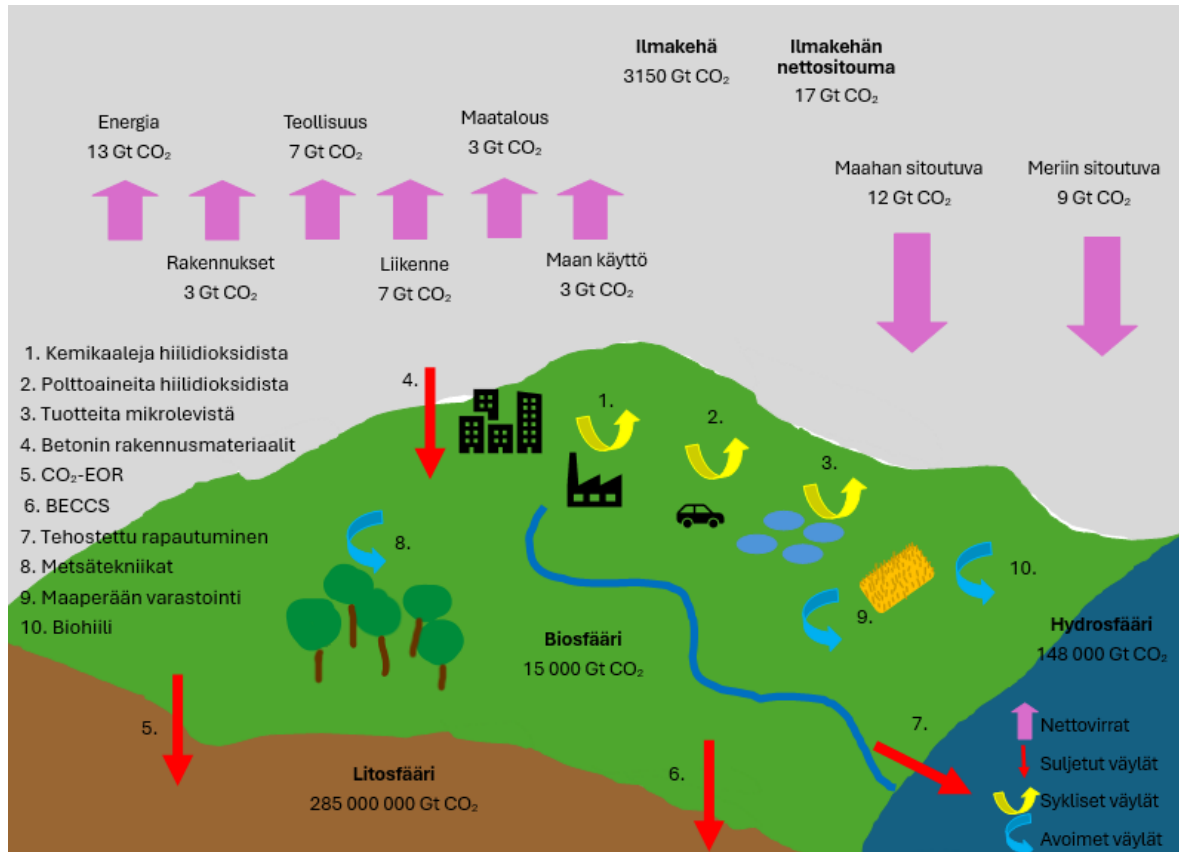 Ilmakehä
3150 Gt CO₂
Ilmakehän
nettositouma
17 Gt CO₂
Energia
13 Gt CO₂
Teollisuus
7 Gt CO₂
Maatalous
3 Gt CO₂
Maahan sitoutuva
12 Gt CO₂
Meriin sitoutuva
9 Gt CO₂
Rakennukset
3 Gt CO₂
Liikenne
7 Gt CO₂
Maan käyttö
3 Gt CO₂
1. Kemikaaleja hiilidioksidista
2. Polttoaineita hiilidioksidista
3. Tuotteita mikrolevistä
4. Betonin rakennusmateriaalit
5. CO₂-EOR
6. BECCS
7. Tehostettu rapautuminen
8. Metsätekniikat
9. Maaperään varastointi
10. Biohiili
4.
1.
2.
3.
8.
9.
10.
Biosfääri
15 000 Gt CO₂
Hydrosfääri
148 000 Gt CO₂
5.
6.
7.
Litosfääri
285 000 000 Gt CO₂
Nettovirrat
Suljetut väylät
Sykliset väylät
Avoimet väylät